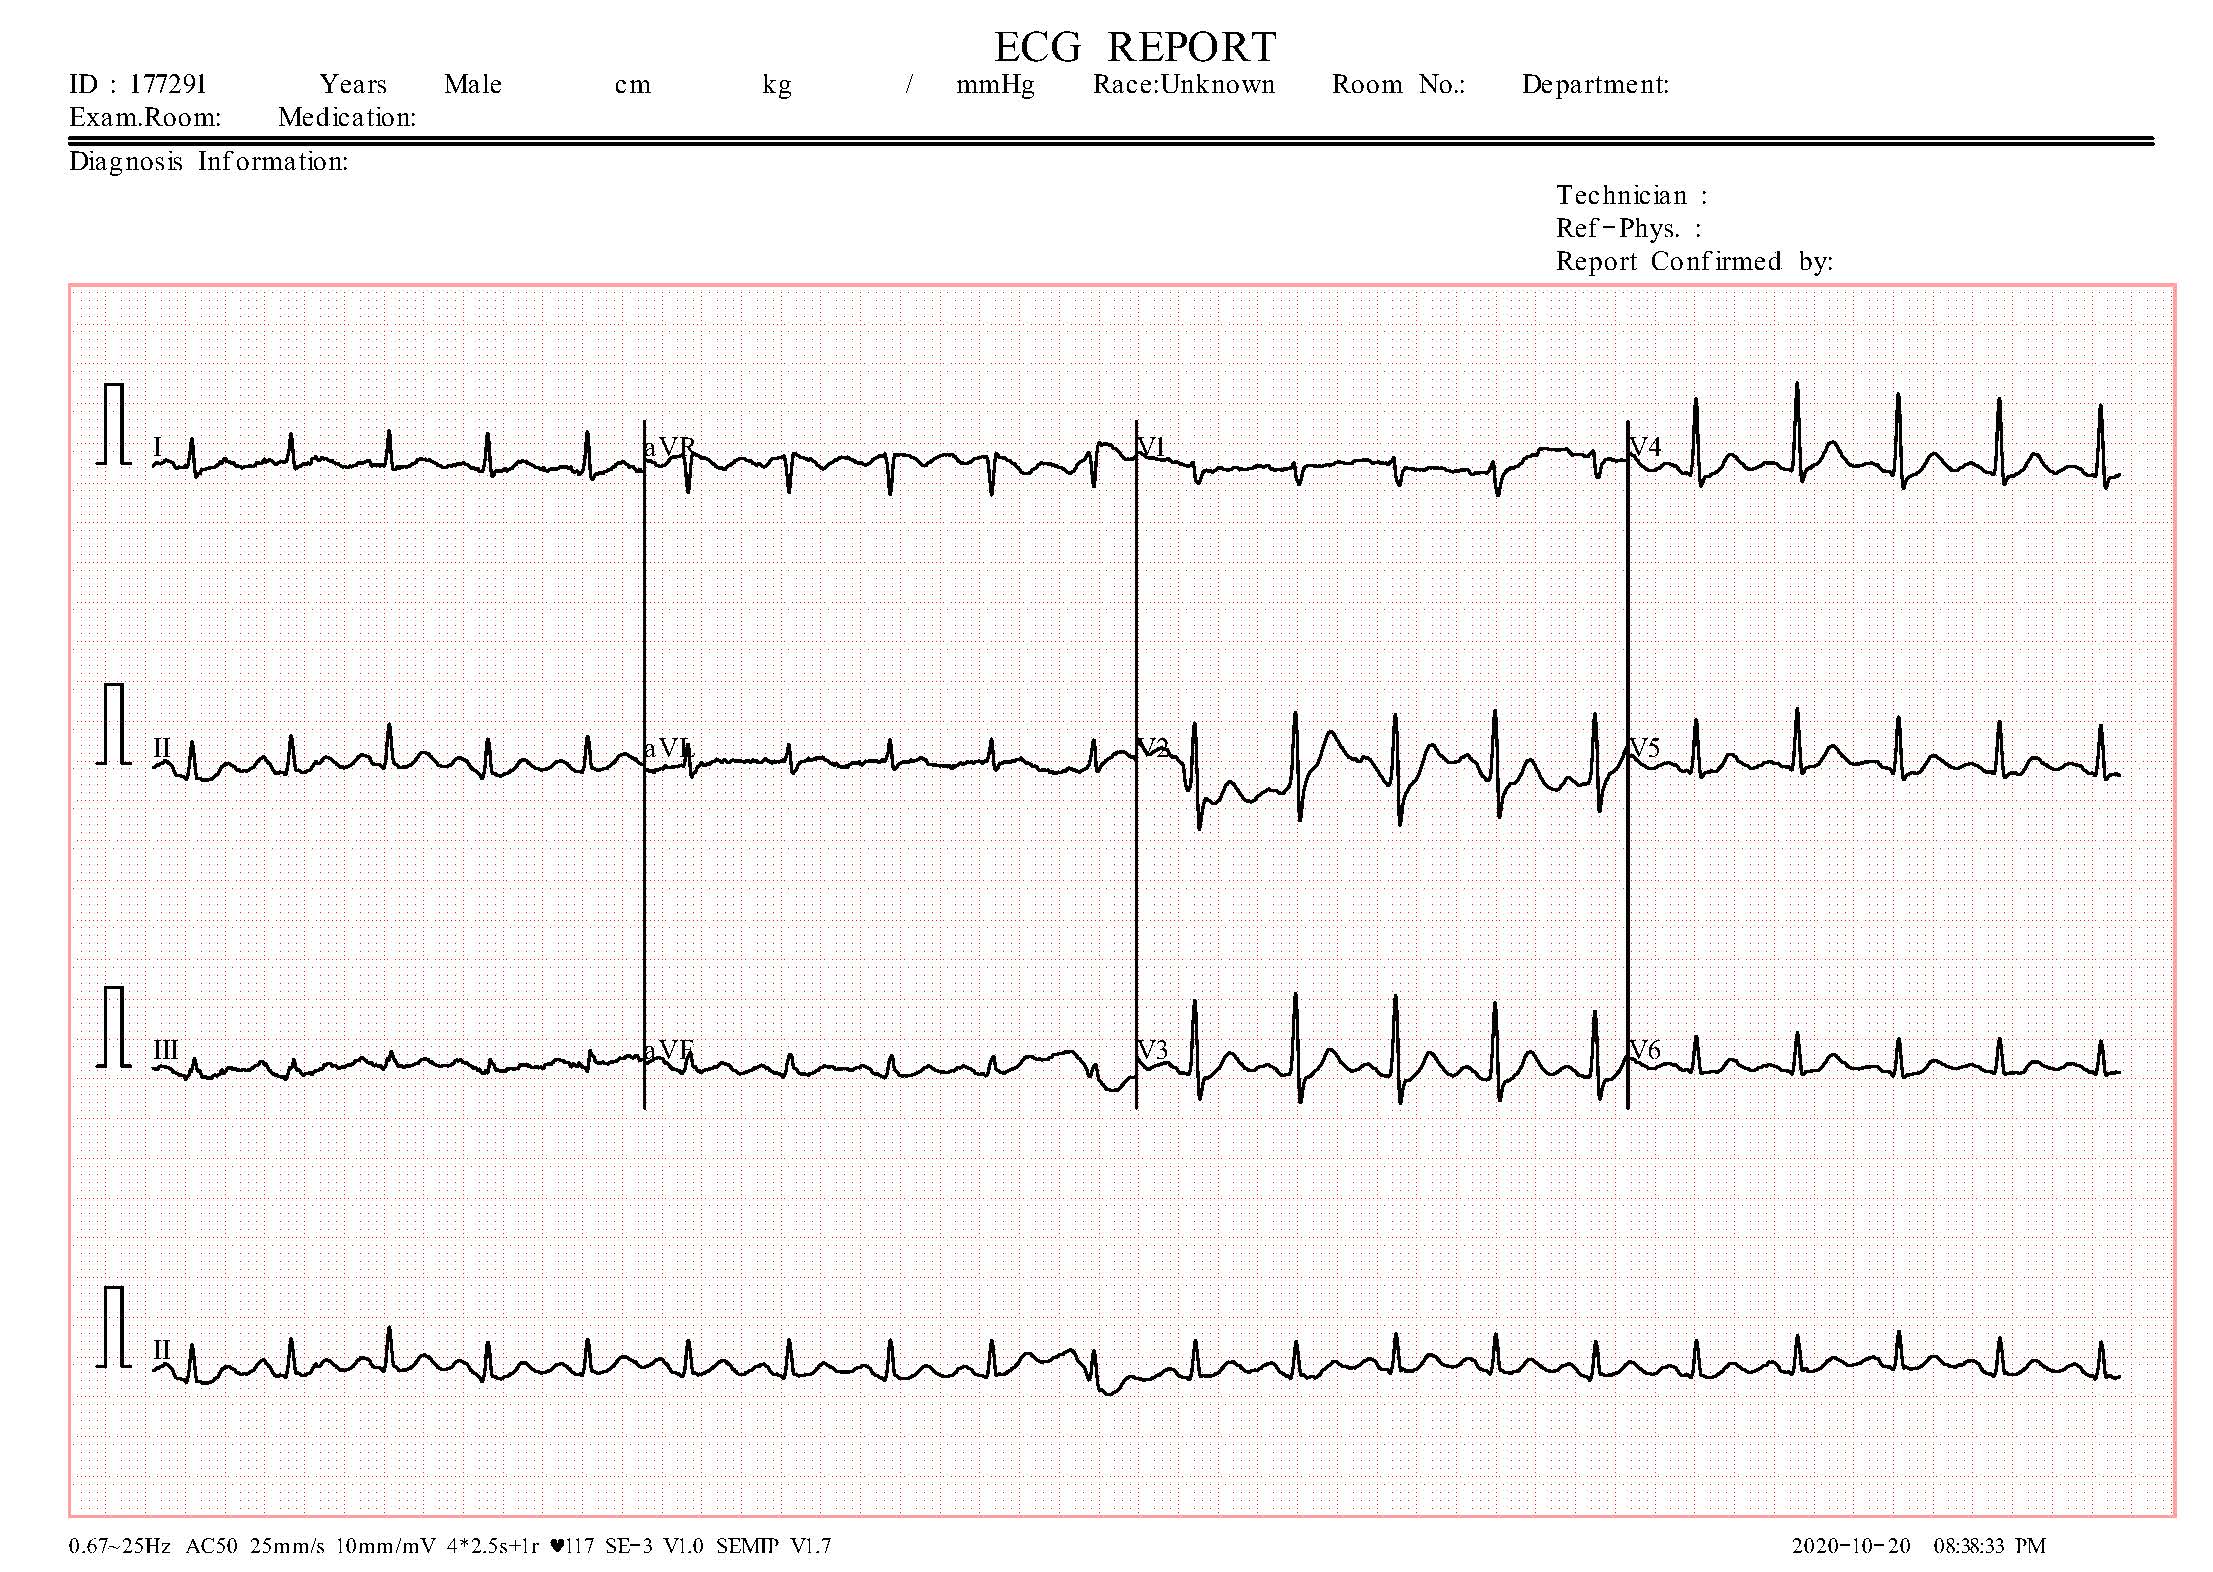 ECG REPORT
ID : 177291 Years Male cm kg / mmHg Race:Unknown Room No.: Department:
Exam.Room: Medication:
Diagnosis Information:
Technician :
Ref-Phys. :
Report Confirmed by:
I aVR V1 V4
II aVL V2 V5
III aVF V3 V6
II
0.67~25Hz AC50 25mm/s 10mm/mV 4*2.5s+1r ♥117 SE-3 V1.0 SEMIP V1.7 2020-10-20 08:38:33 PM